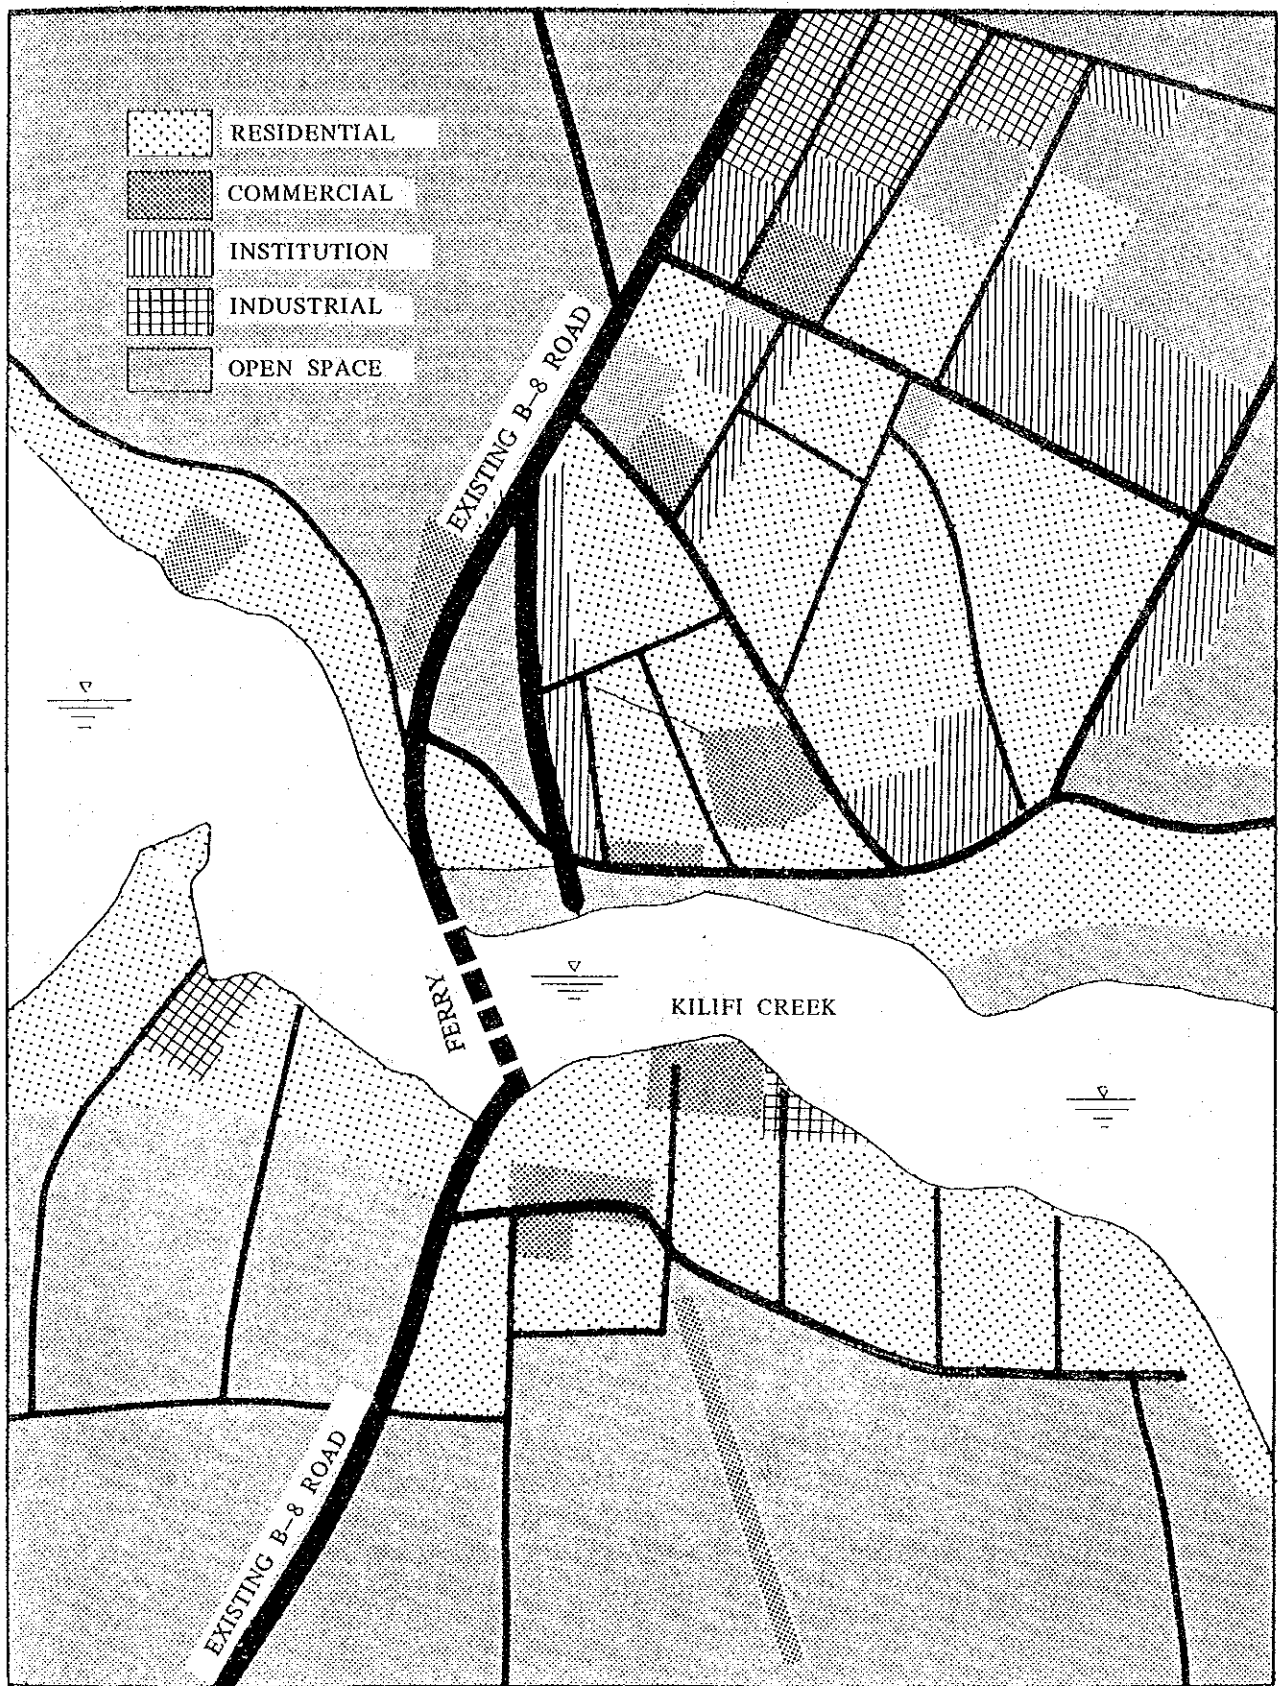 RESIDENTIAL
COMMERCIAL
INSTITUTION
INDUSTRIAL
OPEN SPACE
EXISTING B–8 ROAD
FERRY
KILIFI CREEK
EXISTING B–8 ROAD